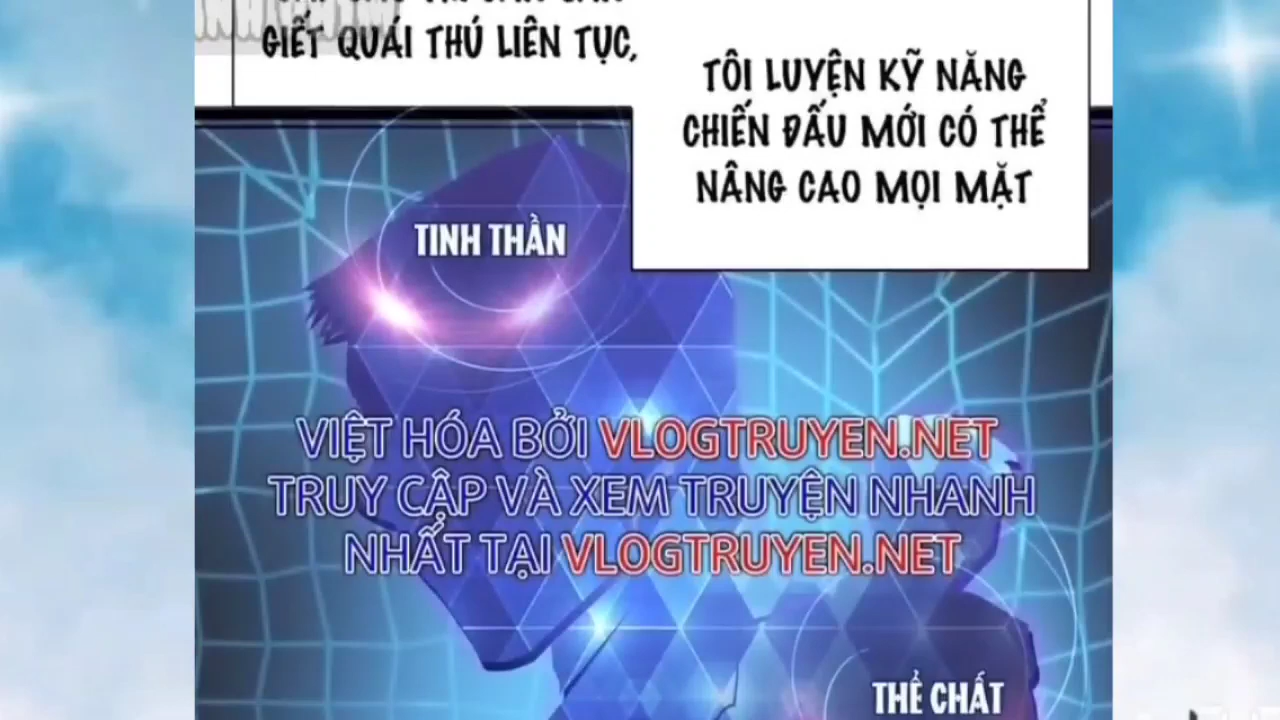 GIẾT QUÁI THÚ LIÊN TỤC,
TÔI LUYỆN KỸ NĂNG
CHIẾN ĐẤU MỚI CÓ THỂ
NÂNG CAO MỌI MẶT
TINH THẦN
VIỆT HÓA BỞI VLOGTRUYEN.NET
TRUY CẬP VÀ XEM TRUYỆN NHANH
NHẤT TẠI VLOGTRUYEN.NET
THỂ CHẤT